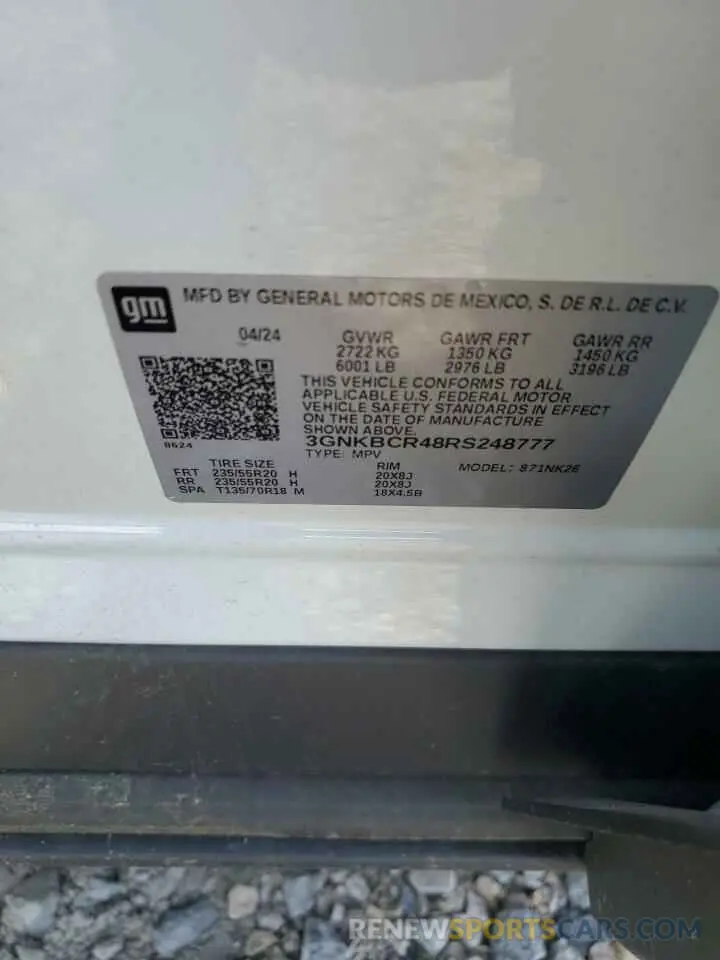 gm MFD BY GENERAL MOTORS DE MEXICO, S. DE R.L. DE C.V.
04/24 GVWR GAWR FRT GAWR RR
2722 KG 1350 KG 1450 KG
6001 LB 2976 LB 3196 LB
THIS VEHICLE CONFORMS TO ALL
APPLICABLE U.S. FEDERAL MOTOR
VEHICLE SAFETY STANDARDS IN EFFECT
ON THE DATE OF MANUFACTURE
SHOWN ABOVE.
8624 3GNKBCR48RS248777
TYPE: MPV MODEL: 871NK26
TIRE SIZE RIM
FRT 235/55R20 H 20X8J
RR 235/55R20 H 20X8J
SPA T135/70R18 M 18X4.5B
RENEWSPORTSCARS.COM